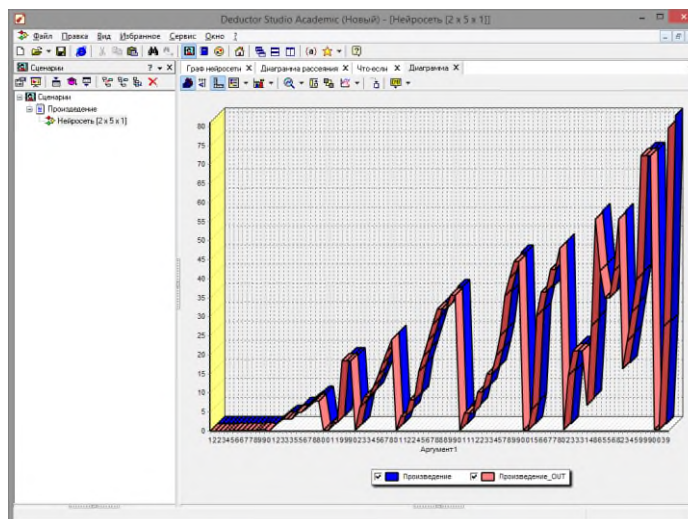 Deductor Studio Academic (Новый) - [Нейросеть [2 x 5 x 1]]
Файл Правка Вид Избранное Сервис Окно ?
Сценарии
Сценарии
Произведение
Нейросеть [2 x 5 x 1]
Граф нейросети Диаграмма рассеяния Что-если Диаграмма
80
75
70
65
60
55
50
45
40
35
30
25
20
15
10
5
0
Аргумент1
Произведение Произведение_OUT